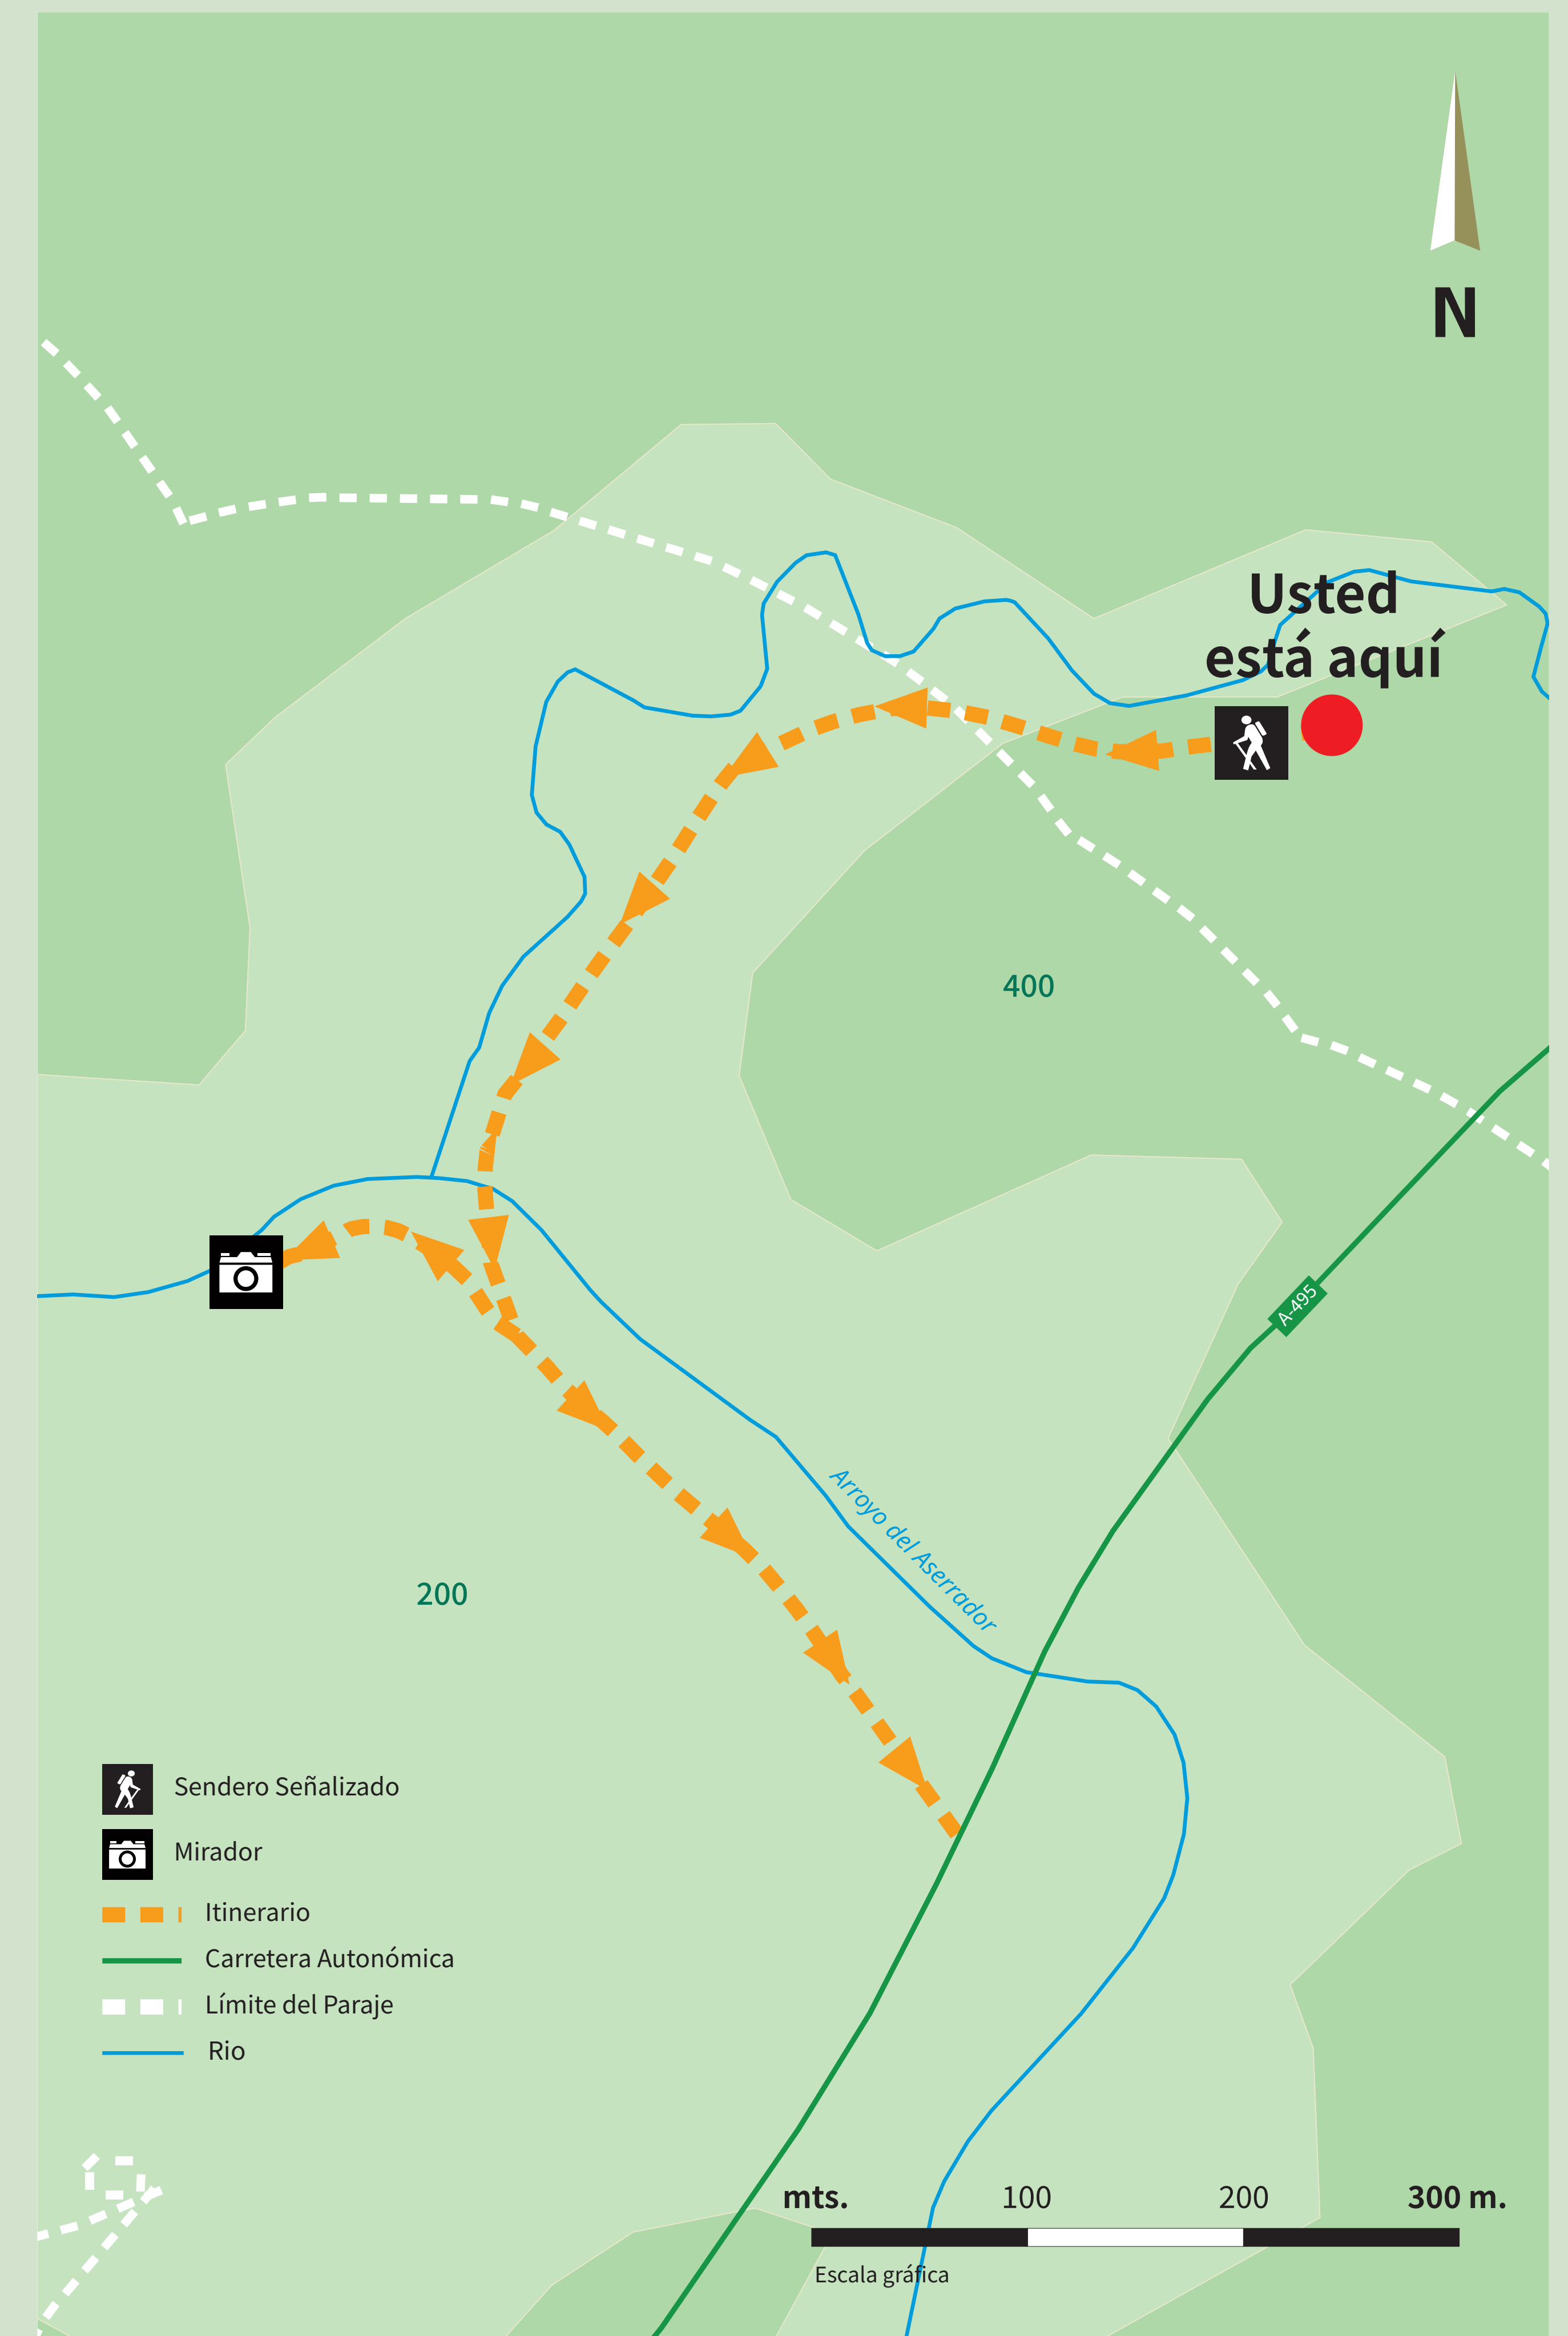 N
Usted
está aquí
400
A-495
Arroyo del Aserrador
200
Sendero Señalizado
Mirador
Itinerario
Carretera Autonómica
Límite del Paraje
Rio
mts. 100 200 300 m.
Escala gráfica